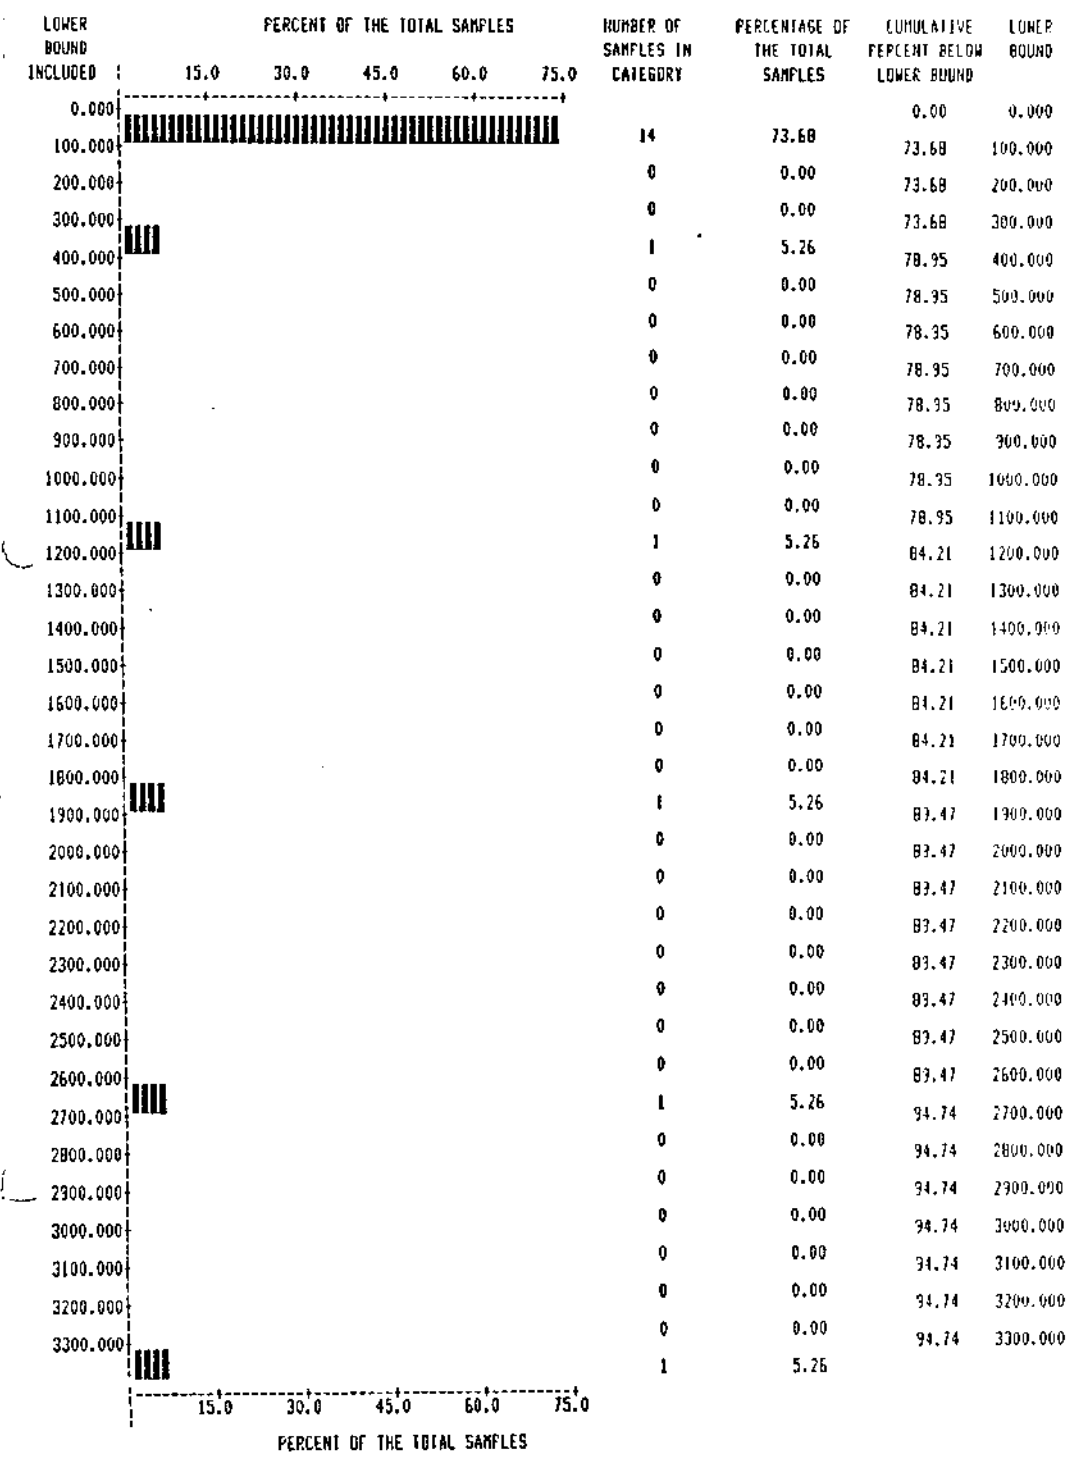 LOWER PERCENT OF THE TOTAL SAMPLES NUMBER OF PERCENTAGE OF CUMULATIVE LOWER
BOUND SAMPLES IN THE TOTAL PERCENT BELOW BOUND
INCLUDED 15.0 30.0 45.0 60.0 75.0 CATEGORY SAMPLES LOWER BOUND
0.000 0.00 0.000
14 73.68
100.000 73.68 100.000
0 0.00
200.000 73.68 200.000
0 0.00
300.000 73.68 300.000
1 5.26
400.000 78.95 400.000
0 0.00
500.000 78.95 500.000
0 0.00
600.000 78.95 600.000
0 0.00
700.000 78.95 700.000
0 0.00
800.000 78.95 800.000
0 0.00
900.000 78.95 900.000
0 0.00
1000.000 78.95 1000.000
0 0.00
1100.000 78.95 1100.000
1 5.26
1200.000 84.21 1200.000
0 0.00
1300.000 84.21 1300.000
0 0.00
1400.000 84.21 1400.000
0 0.00
1500.000 84.21 1500.000
0 0.00
1600.000 84.21 1600.000
0 0.00
1700.000 84.21 1700.000
0 0.00
1800.000 84.21 1800.000
1 5.26
1900.000 89.47 1900.000
0 0.00
2000.000 89.47 2000.000
0 0.00
2100.000 89.47 2100.000
0 0.00
2200.000 89.47 2200.000
0 0.00
2300.000 89.47 2300.000
0 0.00
2400.000 89.47 2400.000
0 0.00
2500.000 89.47 2500.000
0 0.00
2600.000 89.47 2600.000
1 5.26
2700.000 94.74 2700.000
0 0.00
2800.000 94.74 2800.000
0 0.00
2900.000 94.74 2900.000
0 0.00
3000.000 94.74 3000.000
0 0.00
3100.000 94.74 3100.000
0 0.00
3200.000 94.74 3200.000
0 0.00
3300.000 94.74 3300.000
1 5.26
15.0 30.0 45.0 60.0 75.0
PERCENT OF THE TOTAL SAMPLES